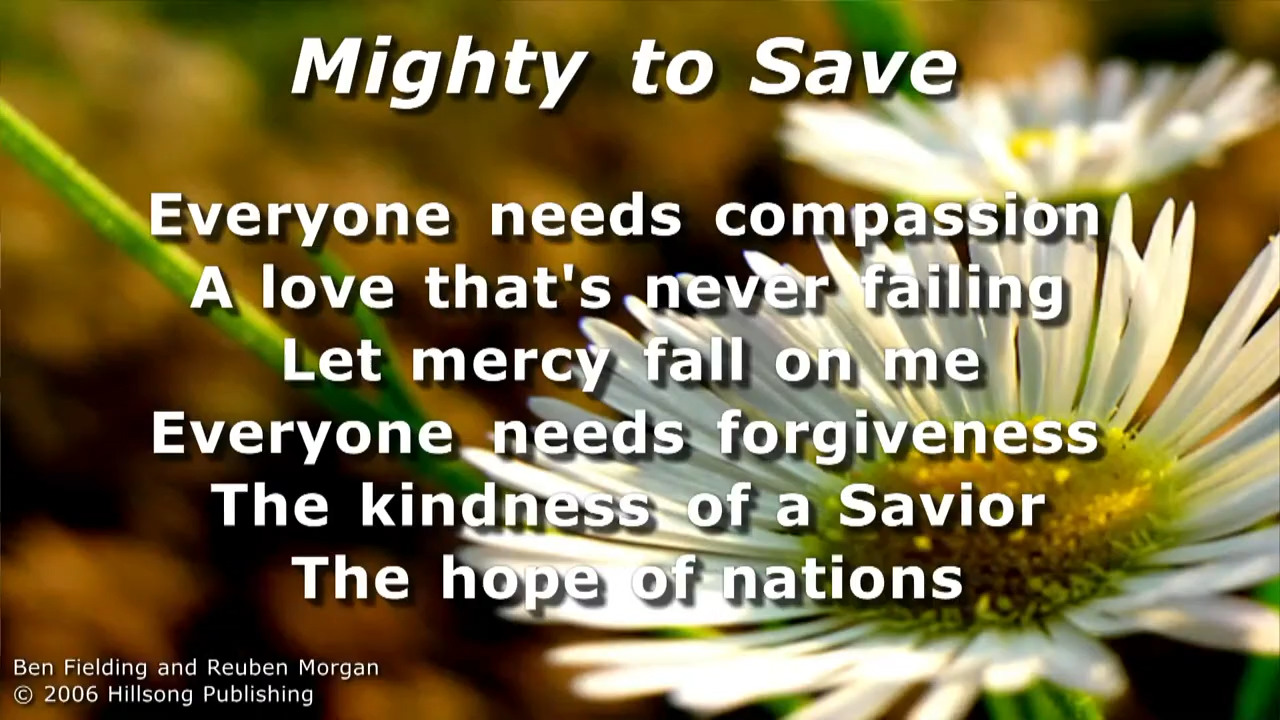 Mighty to Save
Everyone needs compassion
A love that's never failing
Let mercy fall on me
Everyone needs forgiveness
The kindness of a Savior
The hope of nations
Ben Fielding and Reuben Morgan
© 2006 Hillsong Publishing